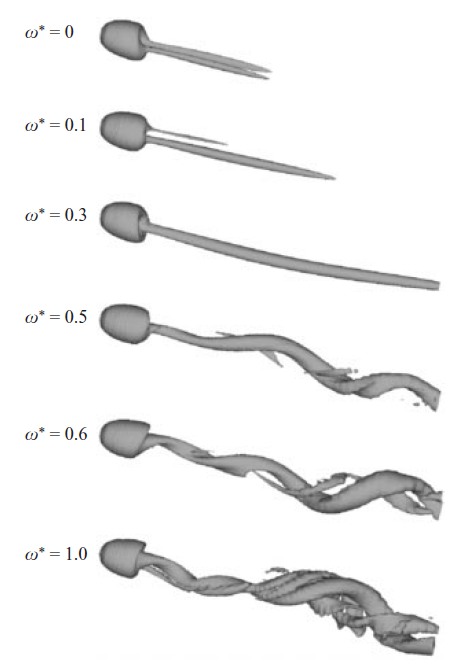 ω* = 0
ω* = 0.1
ω* = 0.3
ω* = 0.5
ω* = 0.6
ω* = 1.0